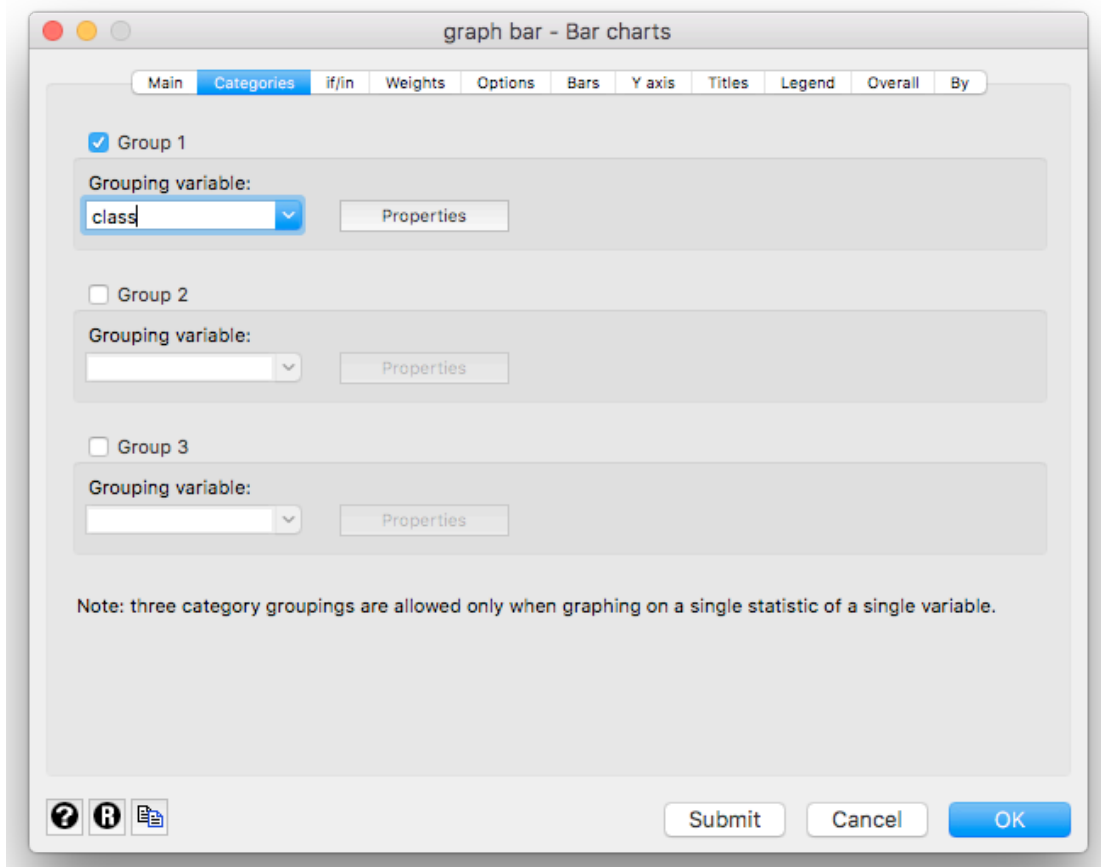 graph bar - Bar charts
Main Categories if/in Weights Options Bars Y axis Titles Legend Overall By
Group 1
Grouping variable:
class Properties
Group 2
Grouping variable:
Properties
Group 3
Grouping variable:
Properties
Note: three category groupings are allowed only when graphing on a single statistic of a single variable.
? R Submit Cancel OK